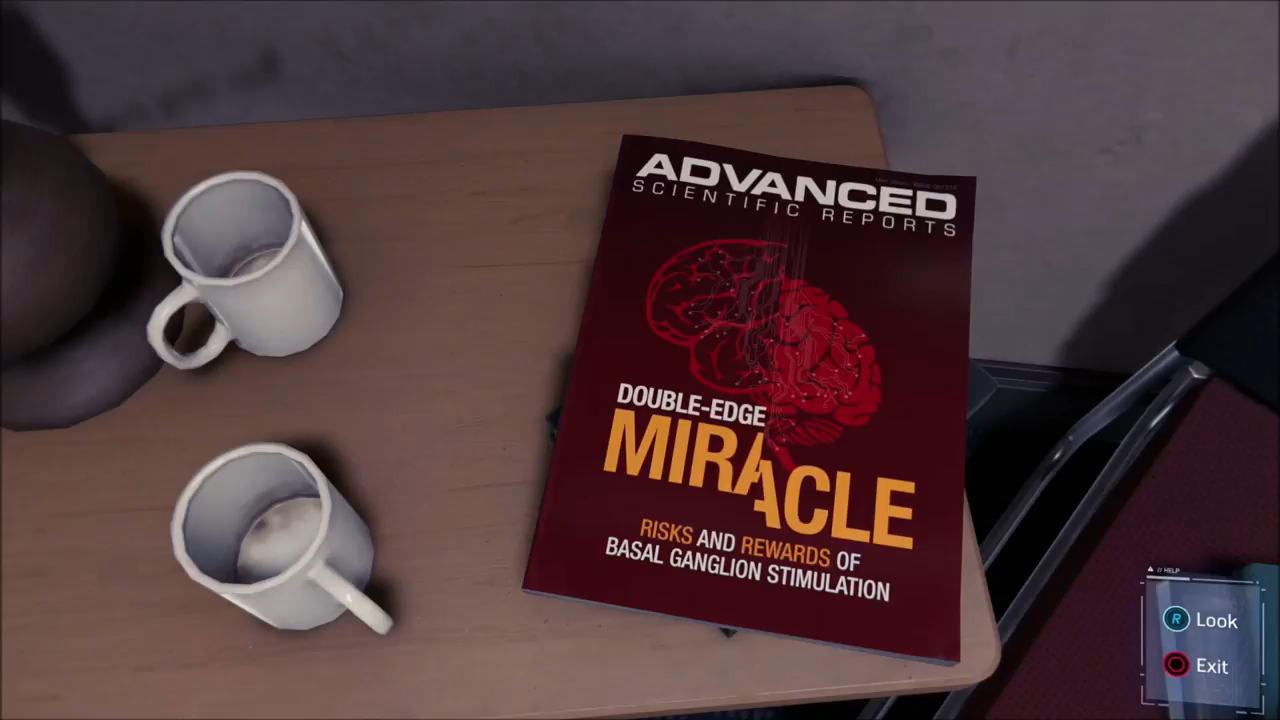 ADVANCED
SCIENTIFIC REPORTS
DOUBLE-EDGE
MIRACLE
RISKS AND REWARDS OF
BASAL GANGLION STIMULATION
// HELP
R Look
Exit